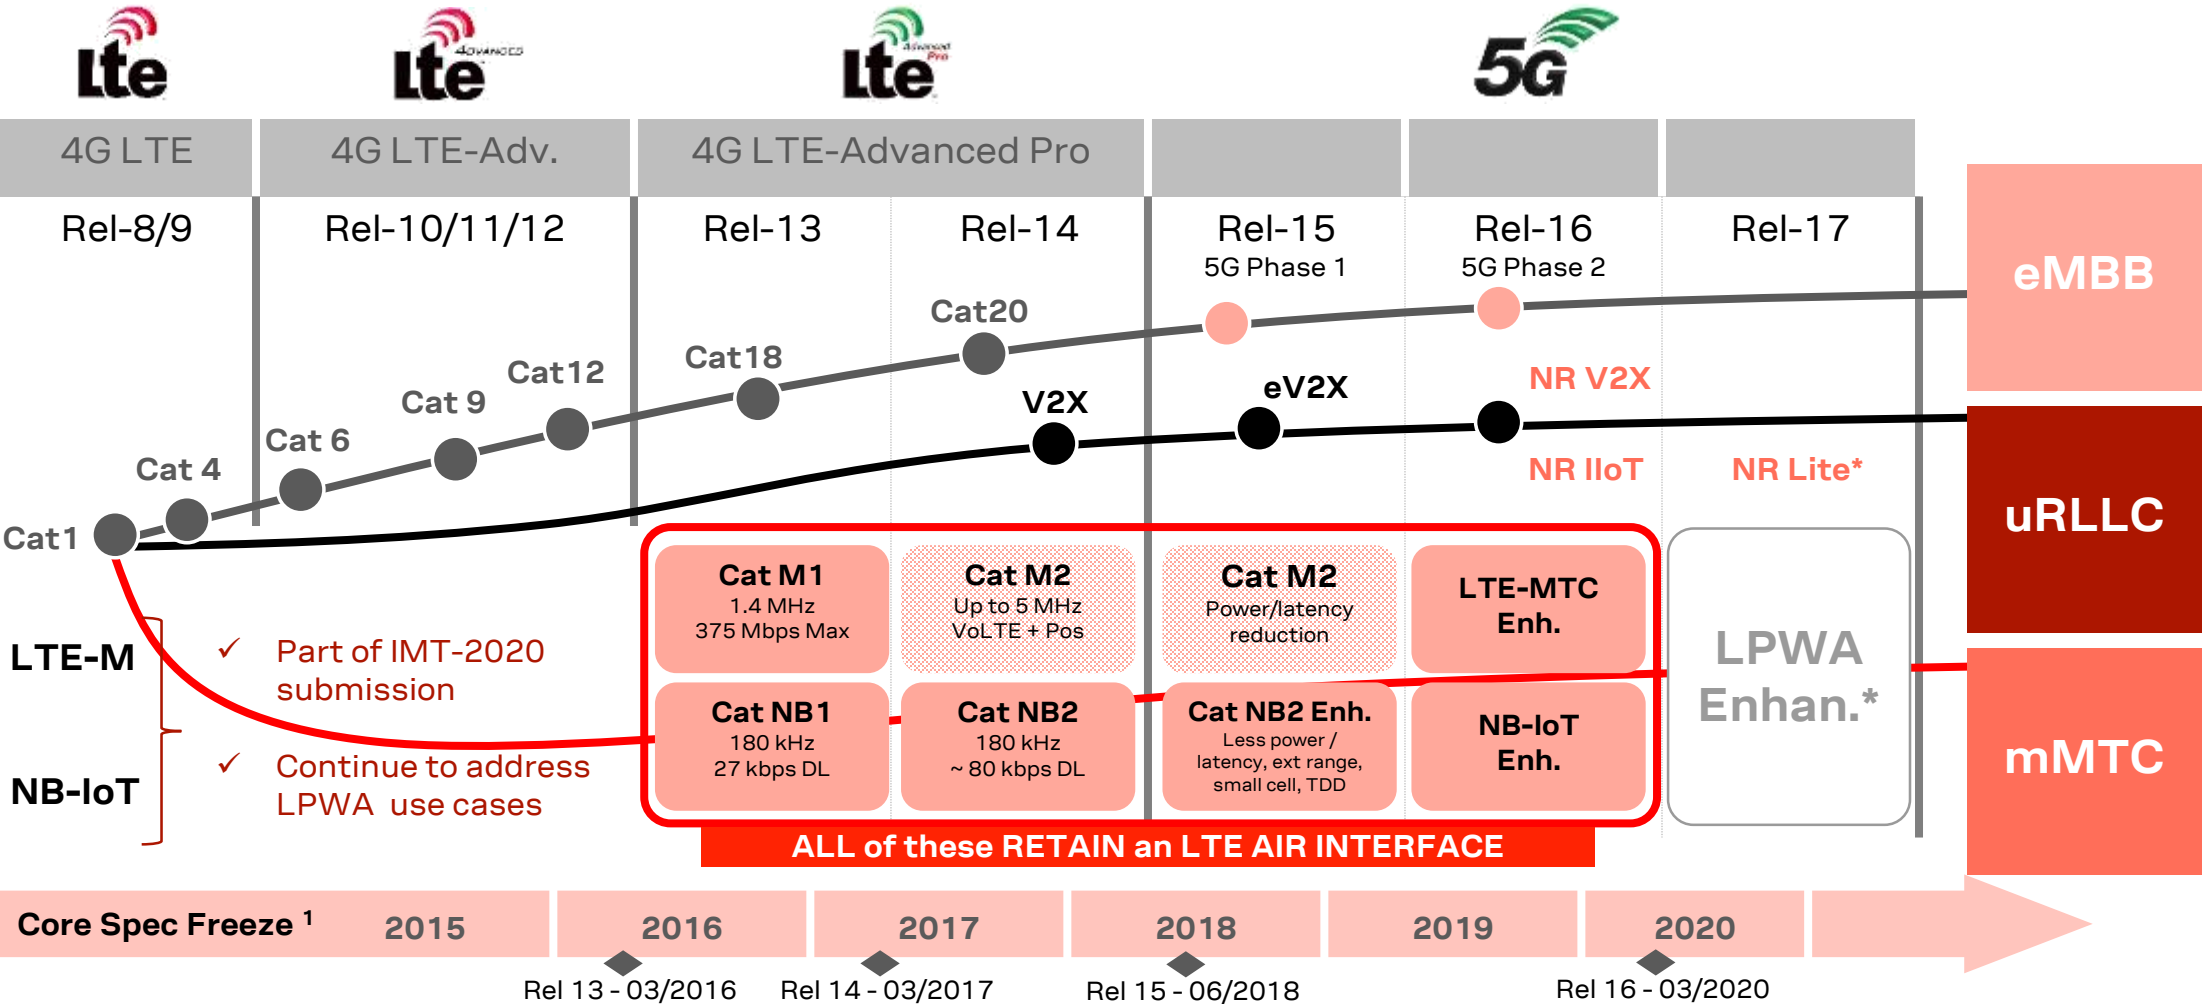 Lte
Lte
4DVANCED
Lte
Advanced
Pro
5G
4G LTE
4G LTE-Adv.
4G LTE-Advanced Pro
Rel-8/9
Rel-10/11/12
Rel-13
Rel-14
Rel-15
5G Phase 1
Rel-16
5G Phase 2
Rel-17
eMBB
Cat20
Cat18
Cat12
Cat 9
Cat 6
Cat 4
Cat1
V2X
eV2X
NR V2X
NR IIoT
NR Lite*
uRLLC
Cat M1
1.4 MHz
375 Mbps Max
Cat M2
Up to 5 MHz
VoLTE + Pos
Cat M2
Power/latency
reduction
LTE-MTC
Enh.
LPWA
Enhan.*
LTE-M
NB-IoT
✓ Part of IMT-2020
submission
✓ Continue to address
LPWA use cases
Cat NB1
180 kHz
27 kbps DL
Cat NB2
180 kHz
~ 80 kbps DL
Cat NB2 Enh.
Less power /
latency, ext range,
small cell, TDD
NB-IoT
Enh.
mMTC
ALL of these RETAIN an LTE AIR INTERFACE
Core Spec Freeze 1
2015
2016
2017
2018
2019
2020
Rel 13 - 03/2016
Rel 14 - 03/2017
Rel 15 - 06/2018
Rel 16 - 03/2020